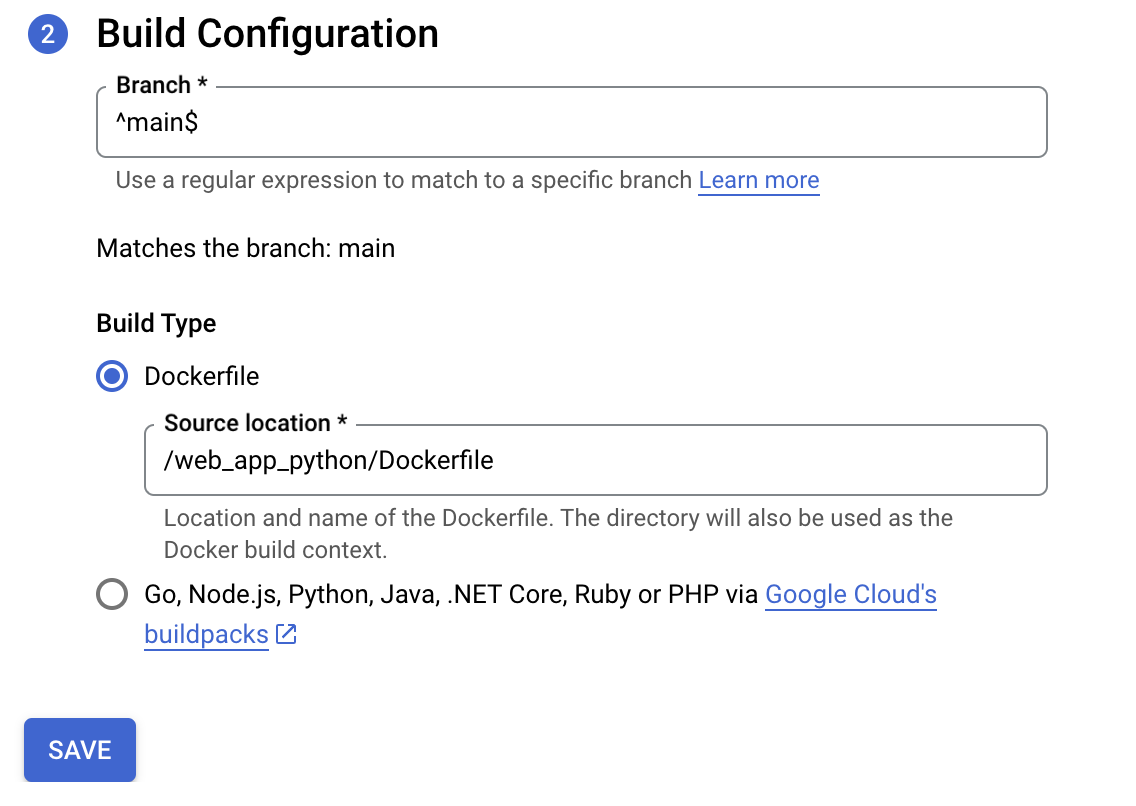 2 Build Configuration
Branch *
^main$
Use a regular expression to match to a specific branch Learn more
Matches the branch: main
Build Type
Dockerfile
Source location *
/web_app_python/Dockerfile
Location and name of the Dockerfile. The directory will also be used as the
Docker build context.
Go, Node.js, Python, Java, .NET Core, Ruby or PHP via Google Cloud's
buildpacks
SAVE